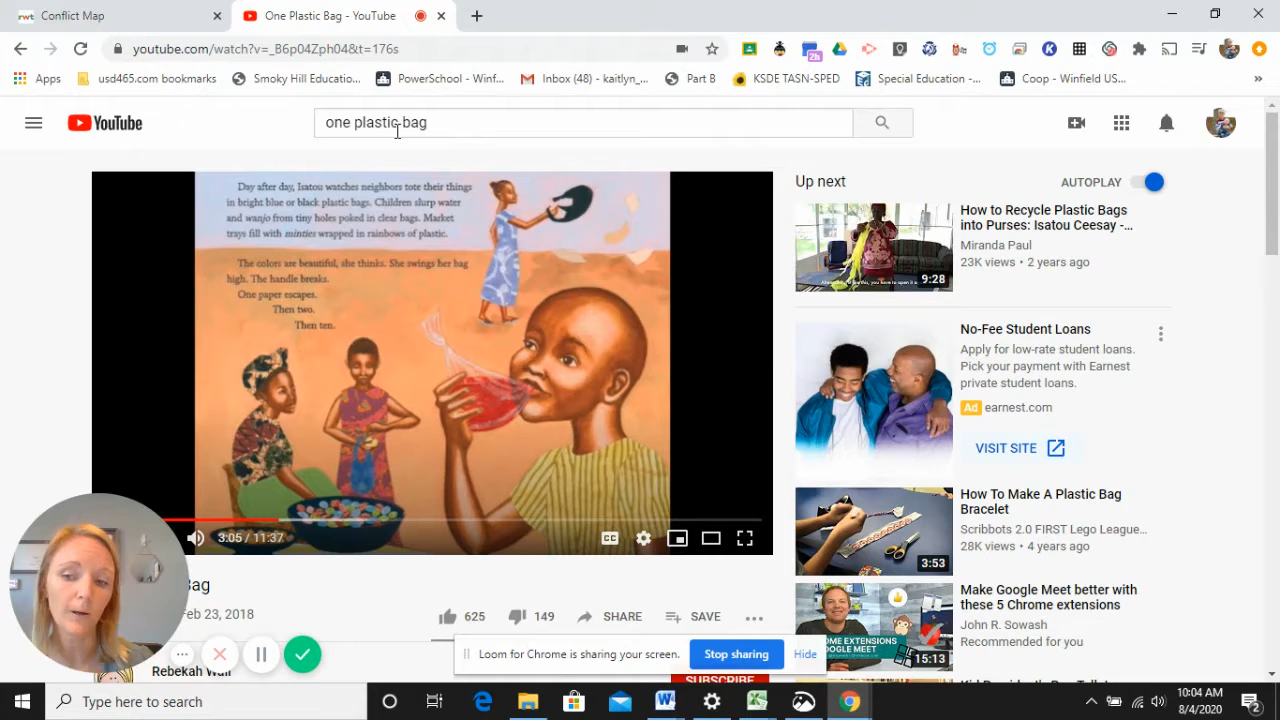 rwt Conflict Map
One Plastic Bag - YouTube
youtube.com/watch?v=_B6p04Zph04&t=176s
2h
Apps
usd465.com bookmarks
Smoky Hill Educatio...
PowerSchool - Winf...
Inbox (48) - kaitlyn_...
Part B
KSDE TASN-SPED
Special Education -...
Coop - Winfield US...
»
YouTube
one plastic bag
Day after day, Isatou watches neighbors tote their things
in bright blue or black plastic bags. Children slurp water
and wanjo from tiny holes poked in clear bags. Market
trays fill with minties wrapped in rainbows of plastic.
The colors are beautiful, she thinks. She swings her bag
high. The handle breaks.
One paper escapes.
Then two.
Then ten.
3:05 / 11:37
CC
Bag
Feb 23, 2018
625
149
SHARE
SAVE
Rebekah
SUBSCRIBE
Up next
AUTOPLAY
How to Recycle Plastic Bags
into Purses: Isatou Ceesay -...
Miranda Paul
23K views • 2 years ago
9:28
No-Fee Student Loans
Apply for low-rate student loans.
Pick your payment with Earnest
private student loans.
Ad earnest.com
VISIT SITE
How To Make A Plastic Bag
Bracelet
Scribbots 2.0 FIRST Lego League...
28K views • 4 years ago
3:53
Make Google Meet better with
these 5 Chrome extensions
John R. Sowash
Recommended for you
15:13
Loom for Chrome is sharing your screen.
Stop sharing
Hide
Type here to search
10:04 AM
8/4/2020
2